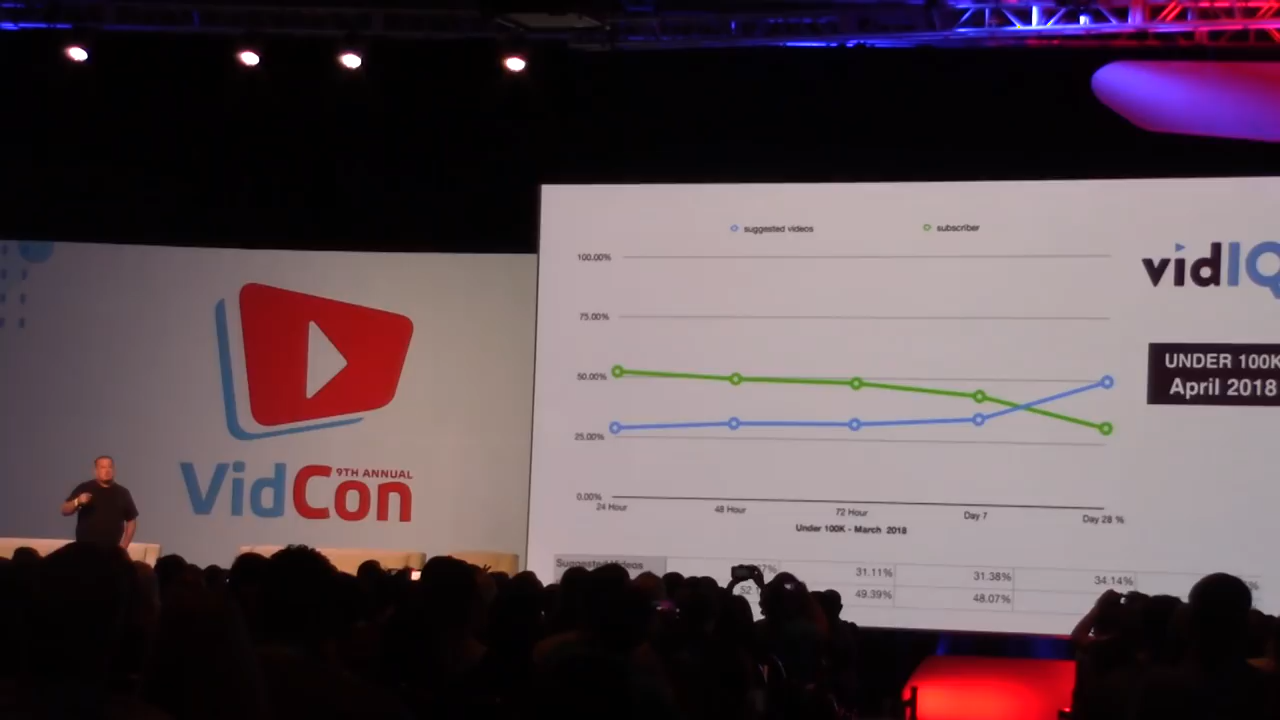 9TH ANNUAL
VidCon
suggested videos
subscriber
100.00%
75.00%
50.00%
25.00%
0.00%
24 Hour
48 Hour
72 Hour
Day 7
Day 28 %
Under 100K - March 2018
vidIQ
UNDER 100K
April 2018
Suggested Videos 31.11% 31.38% 34.14%
49.39% 48.07%